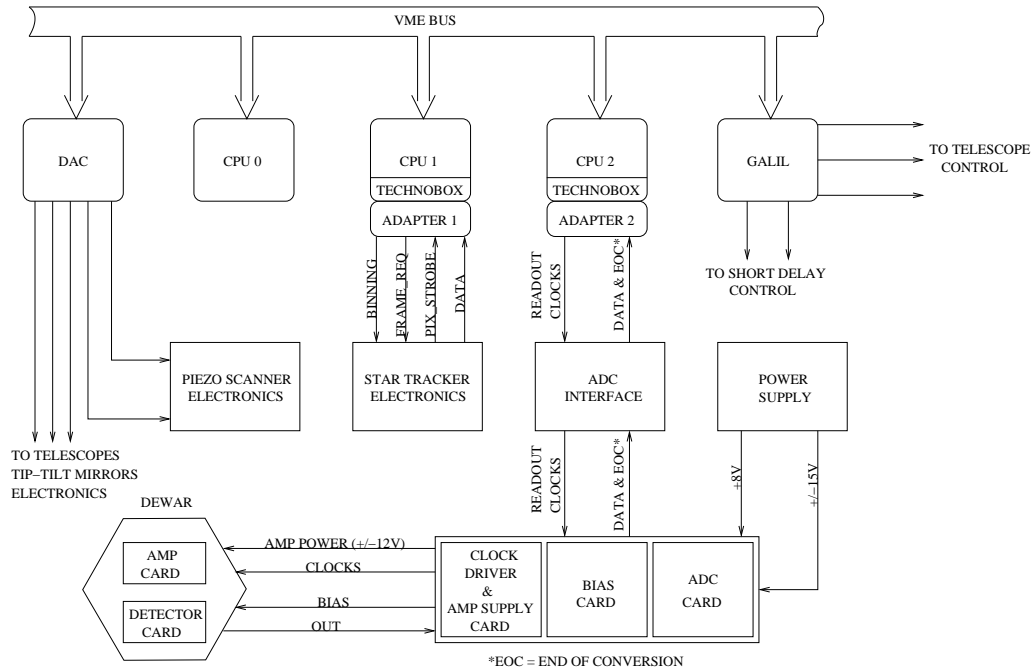 VME BUS
DAC
CPU 0
CPU 1
TECHNOBOX
ADAPTER 1
CPU 2
TECHNOBOX
ADAPTER 2
GALIL
TO TELESCOPE
CONTROL
BINNING
FRAME_REQ
PIX_STROBE
DATA
READOUT
CLOCKS
DATA & EOC*
TO SHORT DELAY
CONTROL
PIEZO SCANNER
ELECTRONICS
STAR TRACKER
ELECTRONICS
ADC
INTERFACE
POWER
SUPPLY
TO TELESCOPES
TIP-TILT MIRRORS
ELECTRONICS
READOUT
CLOCKS
DATA & EOC*
+8V
+/-15V
DEWAR
AMP
CARD
DETECTOR
CARD
AMP POWER (+/-12V)
CLOCKS
BIAS
OUT
CLOCK
DRIVER
&
AMP SUPPLY
CARD
BIAS
CARD
ADC
CARD
*EOC = END OF CONVERSION